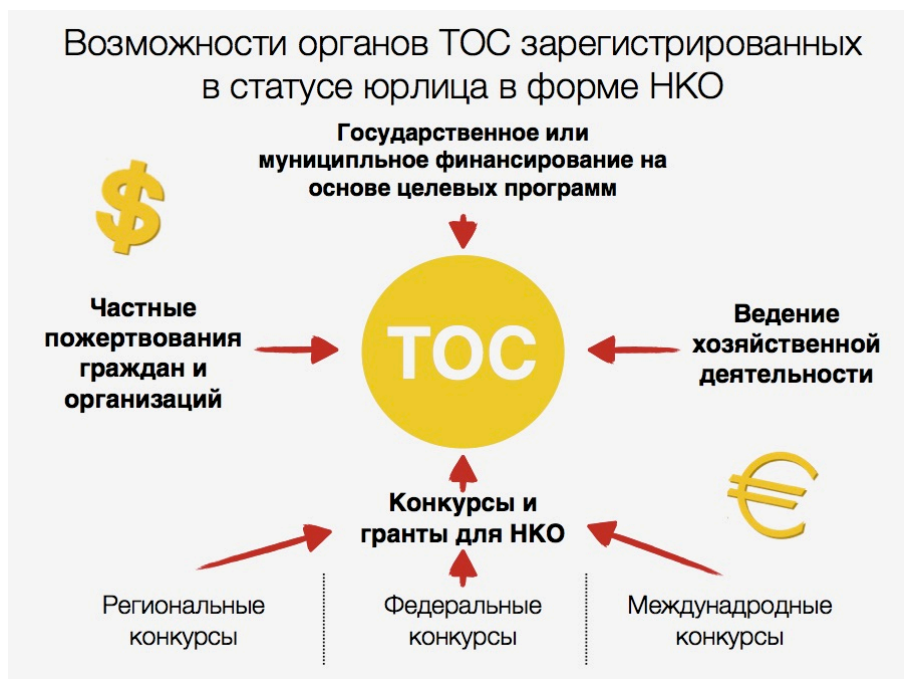 Возможности органов ТОС зарегистрированных
в статусе юрлица в форме НКО
Государственное или
муниципльное финансирование на
основе целевых программ
$
Частные
пожертвования
граждан и
организаций
ТОС
Ведение
хозяйственной
деятельности
€
Конкурсы и
гранты для НКО
Региональные
конкурсы
Федеральные
конкурсы
Междунадродные
конкурсы